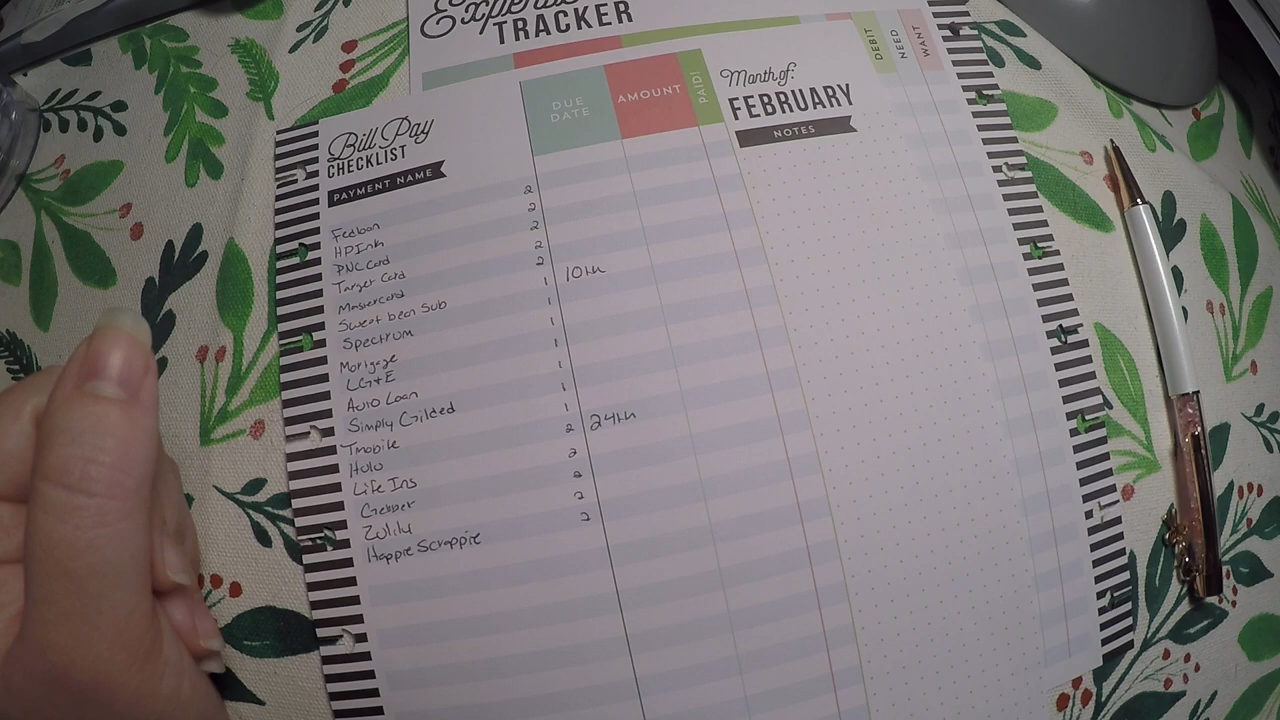 Expense
TRACKER
DEBIT
NEED
WANT
Bill Pay
CHECKLIST
PAYMENT NAME
DUE DATE
AMOUNT
PAID!
Month of:
FEBRUARY
NOTES
Fedloan 2
HPInk 2
PNC Card 2
Target Card 2
Mastercard 2
Sweet bean Sub 1 10th
Spectrum 1
Mortgage 1
LG+E 1
Auto Loan 1
Simply Gilded 1
Tmobile 1
Hulu 2 24th
Life Ins 2
Gerber 2
Zulily 2
Happie Scrappie 2